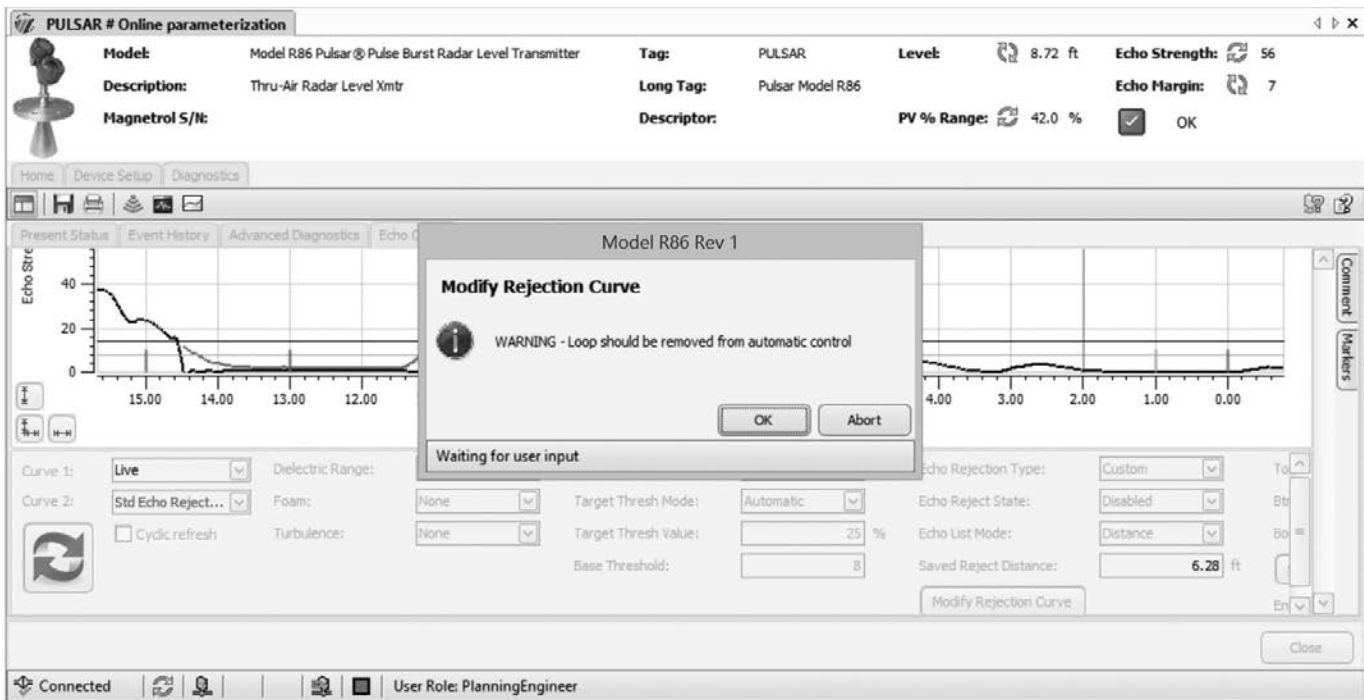 PULSAR # Online parameterization
Model: Model R86 Pulsar® Pulse Burst Radar Level Transmitter Tag: PULSAR Level: 8.72 ft Echo Strength: 56
Description: Thru-Air Radar Level Xmtr Long Tag: Pulsar Model R86 Echo Margin: 7
Magnetrol S/N: Descriptor: PV % Range: 42.0 % OK
Home Device Setup Diagnostics
Present Status Event History Advanced Diagnostics Echo
Model R86 Rev 1
Modify Rejection Curve
WARNING - Loop should be removed from automatic control
OK Abort
Waiting for user input
Echo Stre
40
20
0
15.00 14.00 13.00 12.00 4.00 3.00 2.00 1.00 0.00
Comment
Markers
Curve 1: Live Dielectric Range: Echo Rejection Type: Custom
Curve 2: Std Echo Reject... Foam: None Target Thresh Mode: Automatic Echo Reject State: Disabled
Cyclic refresh Turbulence: None Target Thresh Value: 25 % Echo List Mode: Distance
Base Threshold: 8 Saved Reject Distance: 6.28 ft
Modify Rejection Curve
Close
Connected User Role: PlanningEngineer